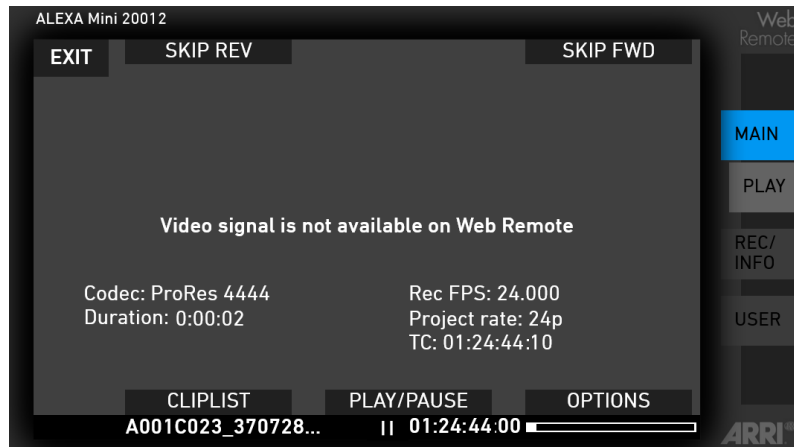 ALEXA Mini 20012
Web
Remote
EXIT
SKIP REV
SKIP FWD
MAIN
PLAY
Video signal is not available on Web Remote
REC/
INFO
Codec: ProRes 4444
Rec FPS: 24.000
Duration: 0:00:02
Project rate: 24p
USER
TC: 01:24:44:10
CLIPLIST
PLAY/PAUSE
OPTIONS
A001C023_370728...
|| 01:24:44:00
ARRI